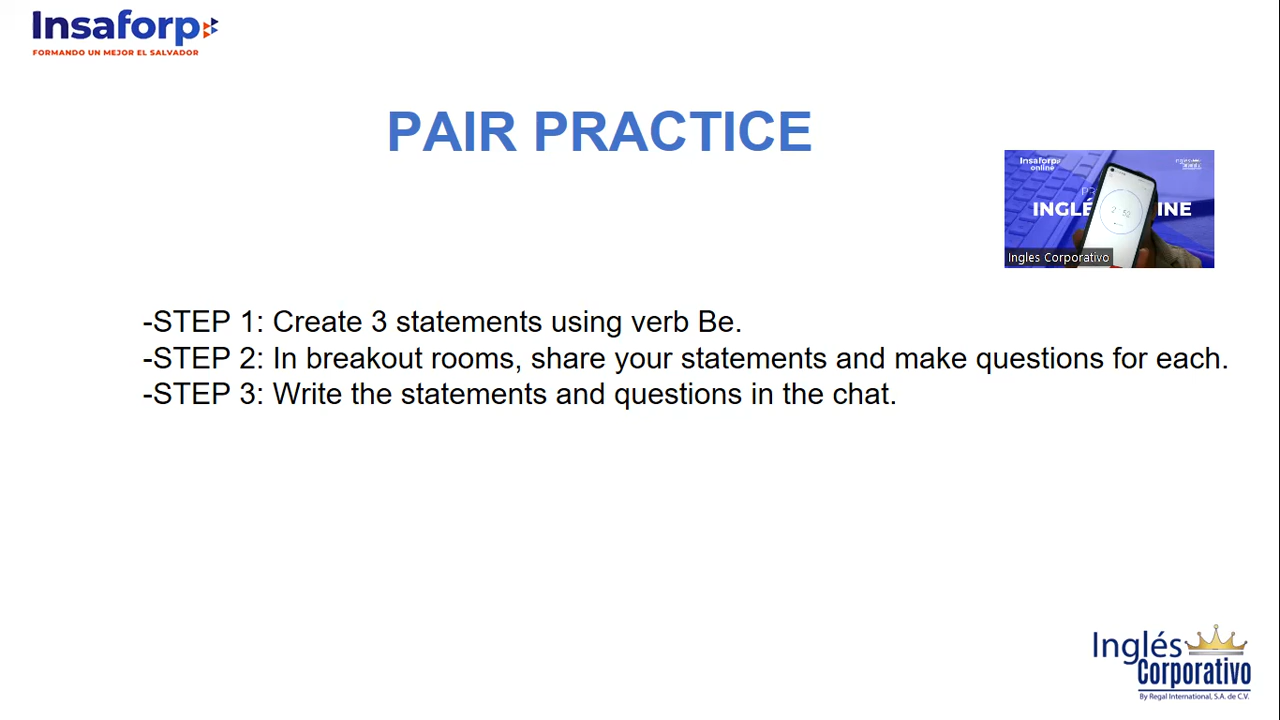 Insaforp
FORMANDO UN MEJOR EL SALVADOR
PAIR PRACTICE
Insaforp
online
INGLÉ INE
Ingles Corporativo
-STEP 1: Create 3 statements using verb Be.
-STEP 2: In breakout rooms, share your statements and make questions for each.
-STEP 3: Write the statements and questions in the chat.
Inglés
Corporativo
By Regal International, S.A. de C.V.